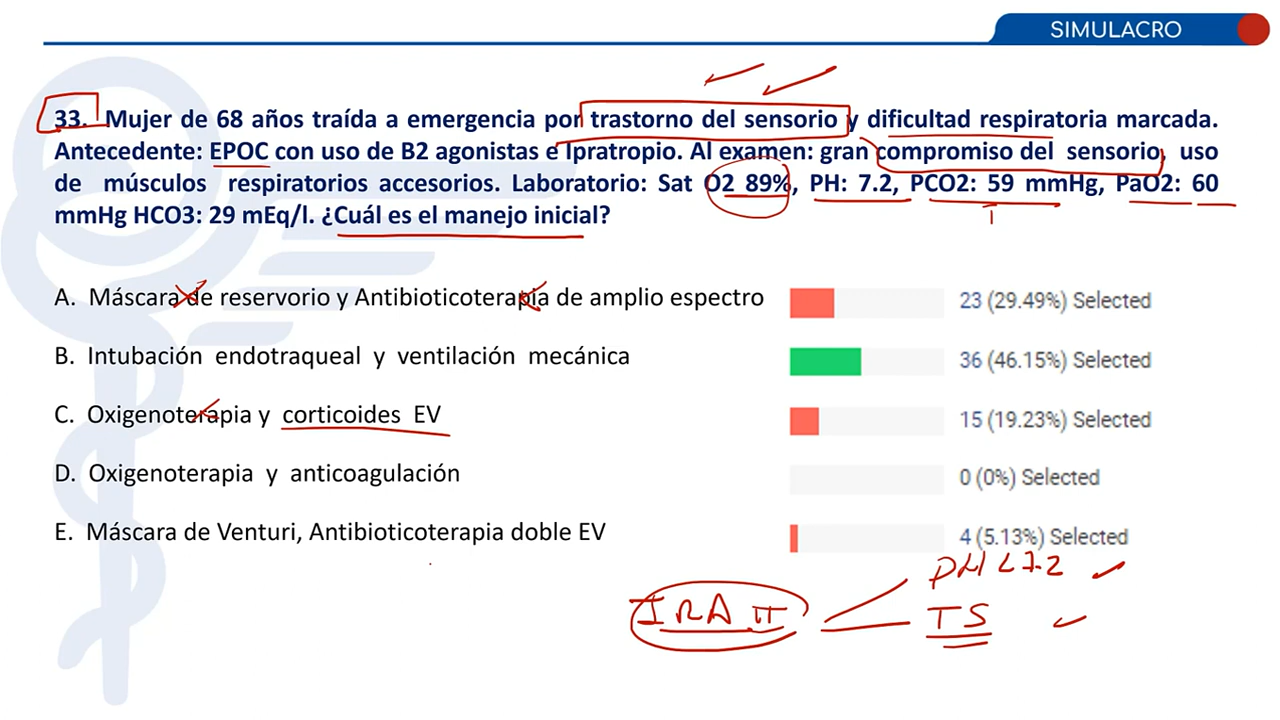 SIMULACRO
33. Mujer de 68 años traída a emergencia por trastorno del sensorio y dificultad respiratoria marcada.
Antecedente: EPOC con uso de B2 agonistas e Ipratropio. Al examen: gran compromiso del sensorio, uso
de músculos respiratorios accesorios. Laboratorio: Sat O2 89%, PH: 7.2, PCO2: 59 mmHg, PaO2: 60
mmHg HCO3: 29 mEq/l. ¿Cuál es el manejo inicial?
A. Máscara de reservorio y Antibioticoterapia de amplio espectro
23 (29.49%) Selected
B. Intubación endotraqueal y ventilación mecánica
36 (46.15%) Selected
C. Oxigenoterapia y corticoides EV
15 (19.23%) Selected
D. Oxigenoterapia y anticoagulación
0 (0%) Selected
E. Máscara de Venturi, Antibioticoterapia doble EV
4 (5.13%) Selected
PH < 7.2
IRA II
TS